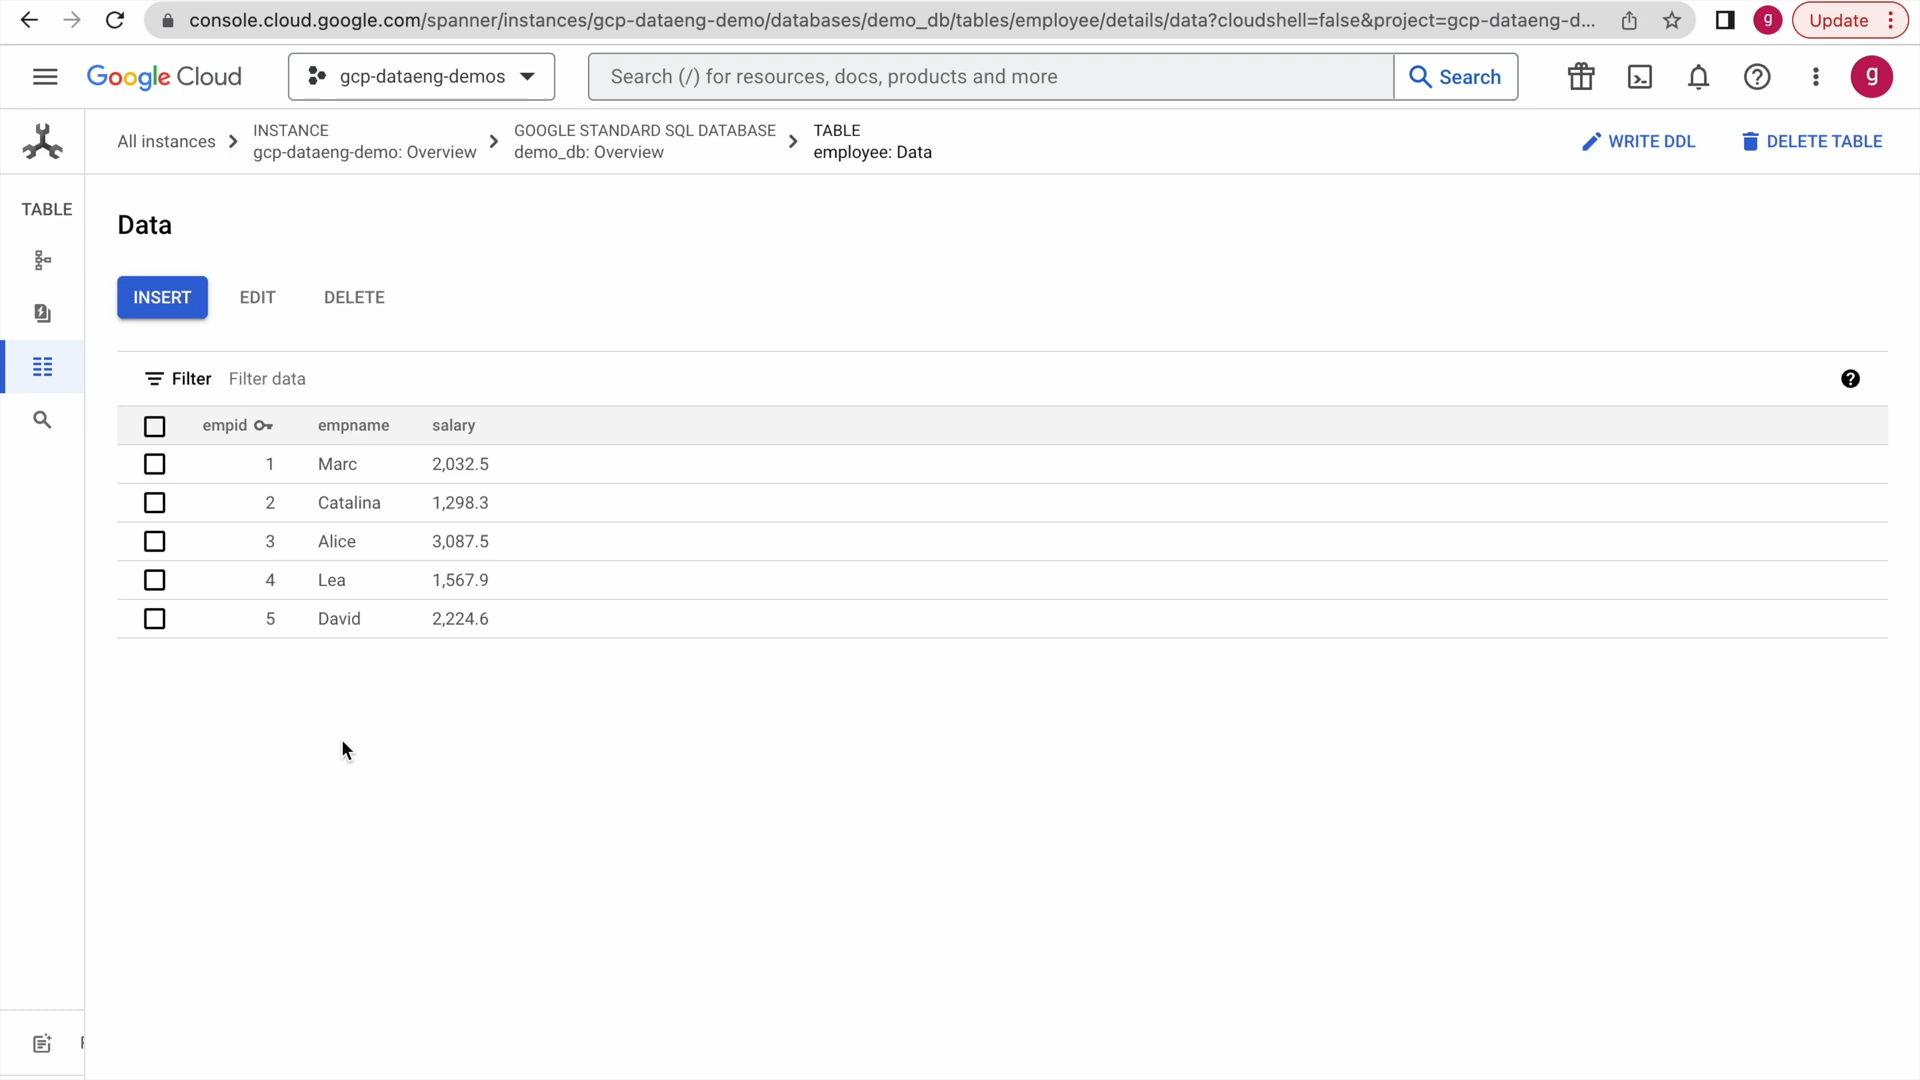 console.cloud.google.com/spanner/instances/gcp-dataeng-demo/databases/demo_db/tables/employee/details/data?cloudshell=false&project=gcp-dataeng-d...
g
Update
Google Cloud
gcp-dataeng-demos
Search (/) for resources, docs, products and more
Search
g
All instances
INSTANCE
gcp-dataeng-demo: Overview
GOOGLE STANDARD SQL DATABASE
demo_db: Overview
TABLE
employee: Data
WRITE DDL
DELETE TABLE
TABLE
Data
INSERT EDIT DELETE
Filter Filter data
empid empname salary
1 Marc 2,032.5
2 Catalina 1,298.3
3 Alice 3,087.5
4 Lea 1,567.9
5 David 2,224.6